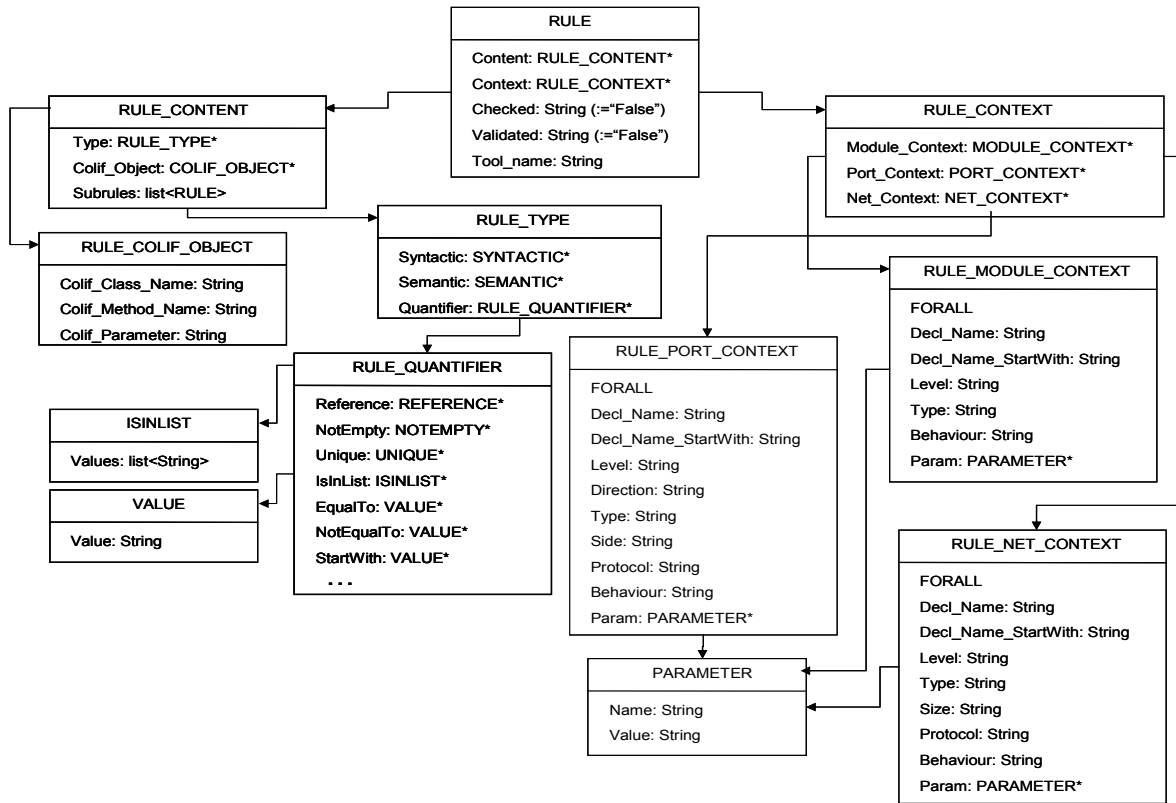 RULE
Content: RULE_CONTENT*
Context: RULE_CONTEXT*
Checked: String (:=“False”)
Validated: String (:=“False”)
Tool_name: String
RULE_CONTENT
Type: RULE_TYPE*
Colif_Object: COLIF_OBJECT*
Subrules: list<RULE>
RULE_CONTEXT
Module_Context: MODULE_CONTEXT*
Port_Context: PORT_CONTEXT*
Net_Context: NET_CONTEXT*
RULE_COLIF_OBJECT
Colif_Class_Name: String
Colif_Method_Name: String
Colif_Parameter: String
RULE_TYPE
Syntactic: SYNTACTIC*
Semantic: SEMANTIC*
Quantifier: RULE_QUANTIFIER*
RULE_MODULE_CONTEXT
FORALL
Decl_Name: String
Decl_Name_StartWith: String
Level: String
Type: String
Behaviour: String
Param: PARAMETER*
RULE_QUANTIFIER
Reference: REFERENCE*
NotEmpty: NOTEMPTY*
Unique: UNIQUE*
IsInList: ISINLIST*
EqualTo: VALUE*
NotEqualTo: VALUE*
StartWith: VALUE*
...
ISINLIST
Values: list<String>
VALUE
Value: String
RULE_PORT_CONTEXT
FORALL
Decl_Name: String
Decl_Name_StartWith: String
Level: String
Direction: String
Type: String
Side: String
Protocol: String
Behaviour: String
Param: PARAMETER*
RULE_NET_CONTEXT
FORALL
Decl_Name: String
Decl_Name_StartWith: String
Level: String
Type: String
Size: String
Protocol: String
Behaviour: String
Param: PARAMETER*
PARAMETER
Name: String
Value: String